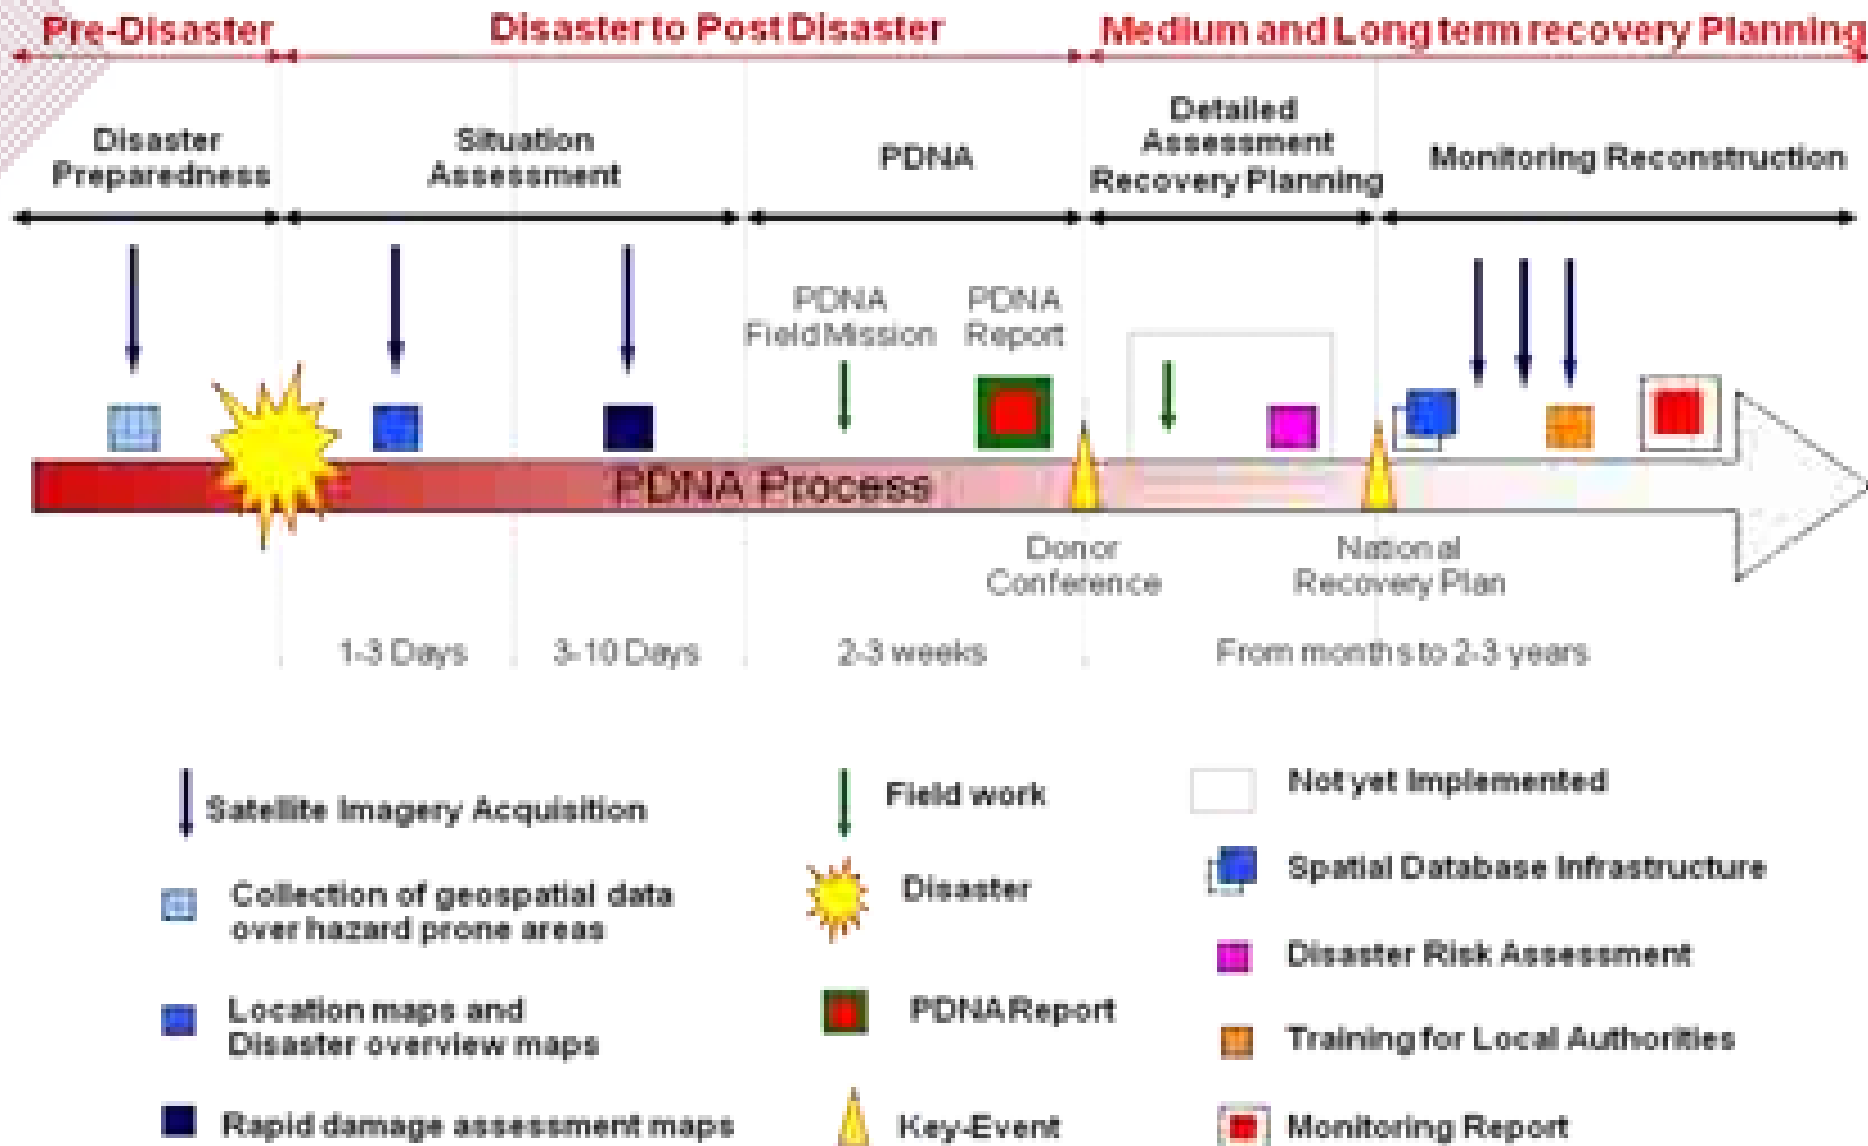 Pre-Disaster
Disaster to Post Disaster
Medium and Long term recovery Planning
Disaster
Preparedness
Situation
Assessment
PDNA
Detailed
Assessment
Recovery Planning
Monitoring Reconstruction
PDNA
Field Mission
PDNA
Report
PDNA Process
Donor
Conference
National
Recovery Plan
1-3 Days
3-10 Days
2-3 weeks
From months to 2-3 years
Satellite Imagery Acquisition
Collection of geospatial data
over hazard prone areas
Location maps and
Disaster overview maps
Rapid damage assessment maps
Field work
Disaster
PDNA Report
Key-Event
Not yet Implemented
Spatial Database Infrastructure
Disaster Risk Assessment
Training for Local Authorities
Monitoring Report